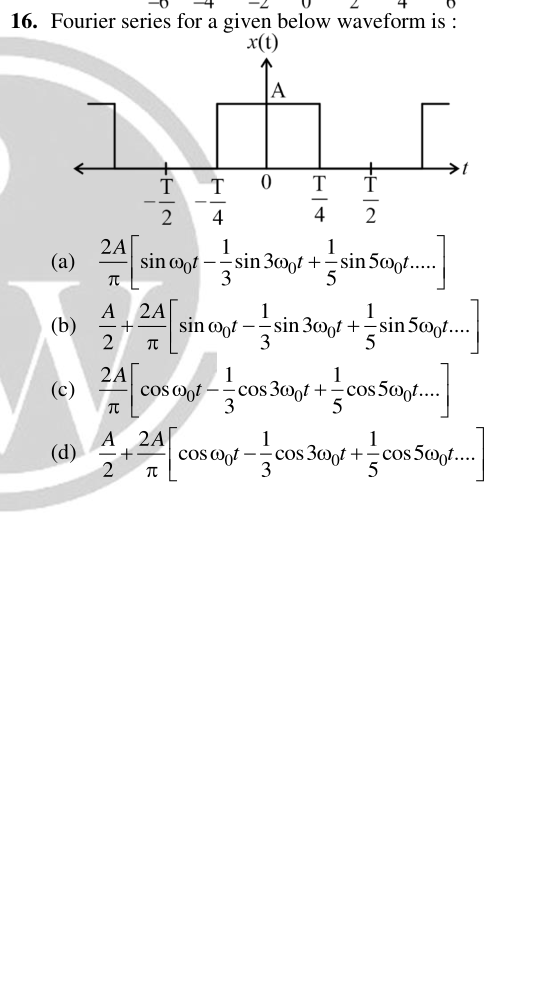 −6 −4 −2 0 2 4 6
16. Fourier series for a given below waveform is :
x(t)
A
t
−T/2 −T/4 0 T/4 T/2
(a) 2A/π [sin ω₀t − 1/3 sin 3ω₀t + 1/5 sin 5ω₀t.....]
(b) A/2 + 2A/π [sin ω₀t − 1/3 sin 3ω₀t + 1/5 sin 5ω₀t....]
(c) 2A/π [cos ω₀t − 1/3 cos 3ω₀t + 1/5 cos 5ω₀t....]
(d) A/2 + 2A/π [cos ω₀t − 1/3 cos 3ω₀t + 1/5 cos 5ω₀t....]